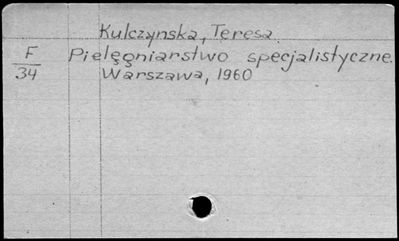 Kulczynska, Teresa.
F Pielęgniarstwo specjalistyczne.
34 Warszawa, 1960